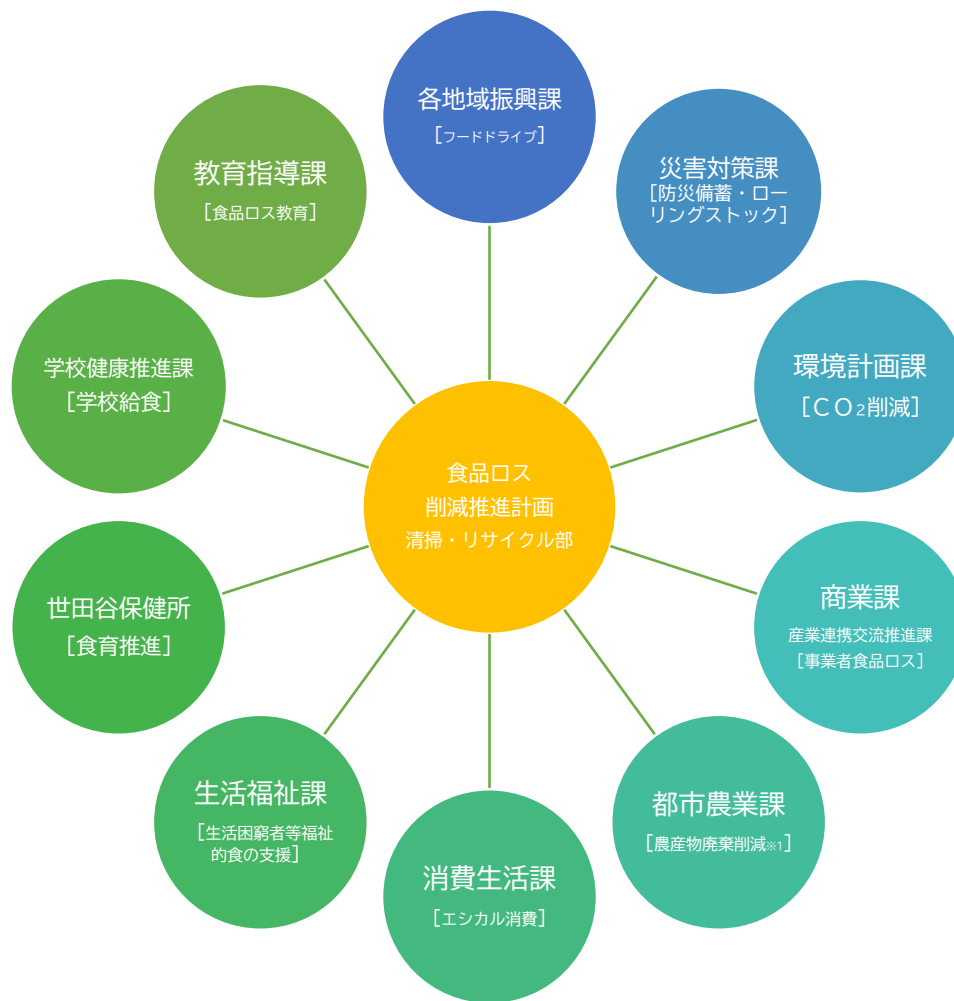 各地域振興課
[フードドライブ]
災害対策課
[防災備蓄・ロー
リングストック]
環境計画課
[ＣＯ₂削減]
商業課
産業連携交流推進課
[事業者食品ロス]
都市農業課
[農産物廃棄削減※1]
消費生活課
[エシカル消費]
生活福祉課
[生活困窮者等福祉
的食の支援]
世田谷保健所
[食育推進]
学校健康推進課
[学校給食]
教育指導課
[食品ロス教育]
食品ロス
削減推進計画
清掃・リサイクル部